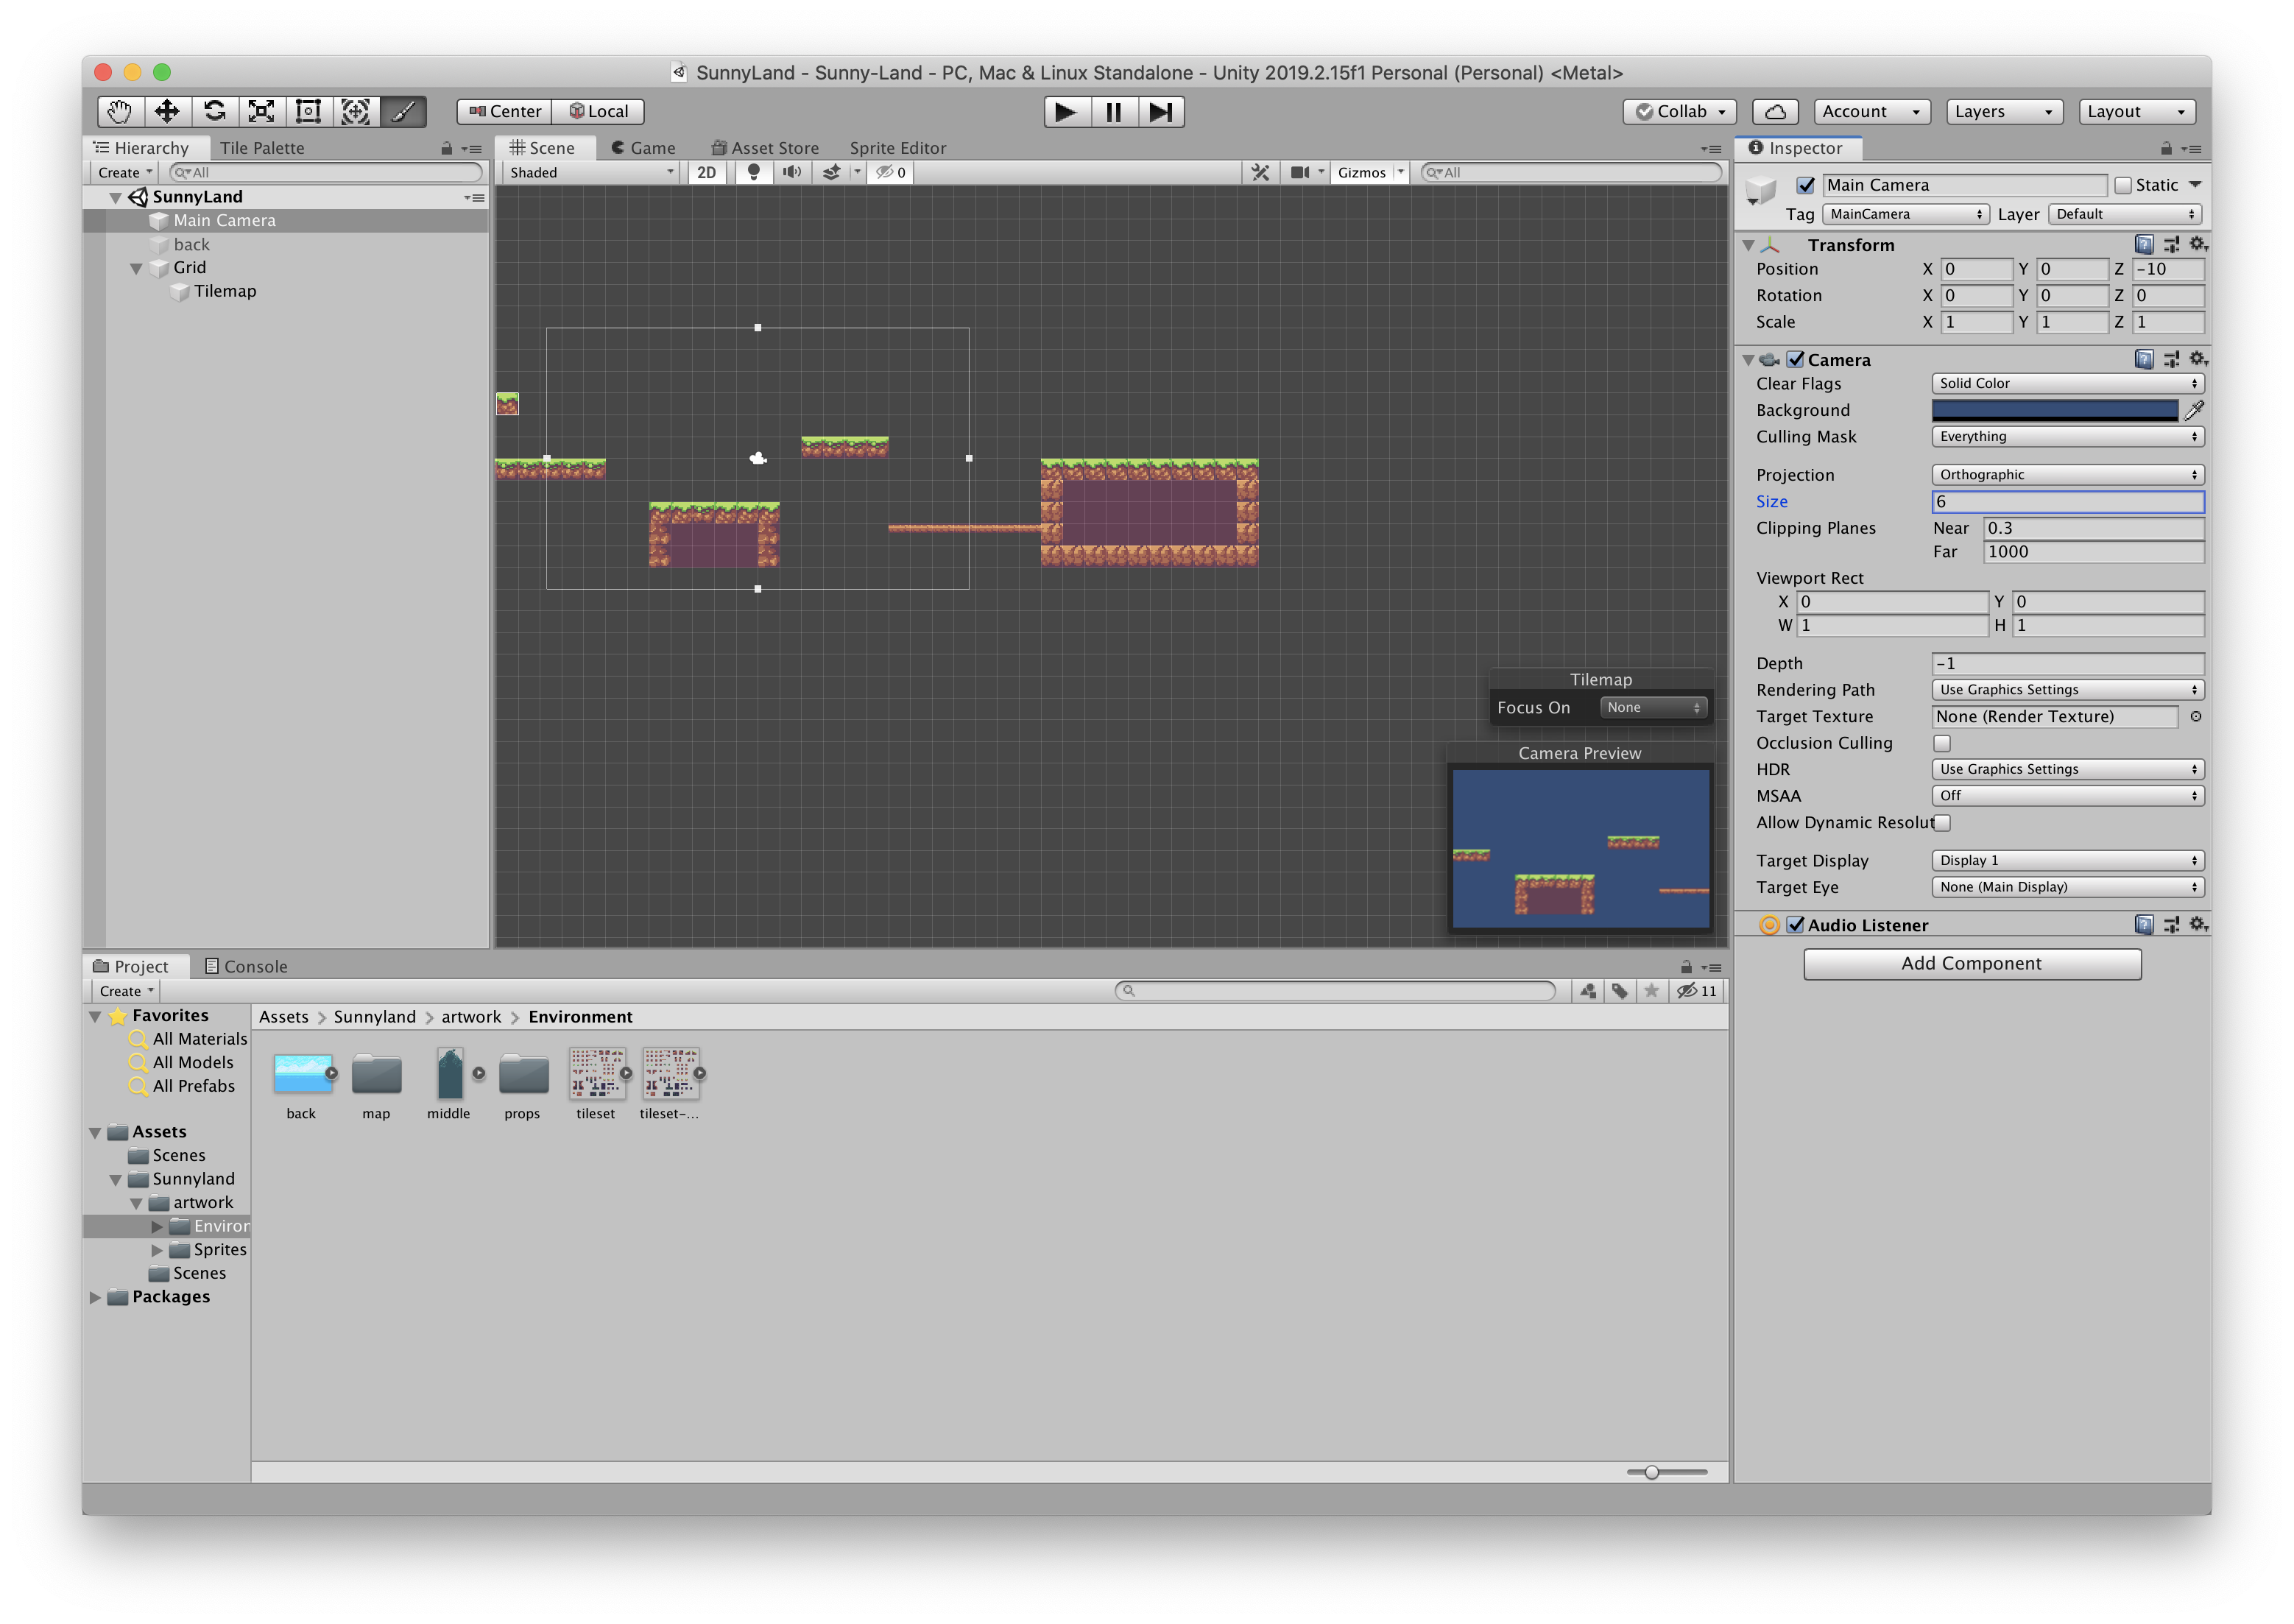 SunnyLand - Sunny-Land - PC, Mac & Linux Standalone - Unity 2019.2.15f1 Personal (Personal) <Metal>
Center Local Collab Account Layers Layout
Hierarchy Tile Palette
Create All
SunnyLand
Main Camera
back
Grid
Tilemap
Scene Game Asset Store Sprite Editor
Shaded 2D 0 Gizmos All
Tilemap
Focus On None
Camera Preview
Inspector
Main Camera Static
Tag MainCamera Layer Default
Transform
Position X 0 Y 0 Z -10
Rotation X 0 Y 0 Z 0
Scale X 1 Y 1 Z 1
Camera
Clear Flags Solid Color
Background
Culling Mask Everything
Projection Orthographic
Size 6
Clipping Planes Near 0.3
Far 1000
Viewport Rect
X 0 Y 0
W 1 H 1
Depth -1
Rendering Path Use Graphics Settings
Target Texture None (Render Texture)
Occlusion Culling
HDR Use Graphics Settings
MSAA Off
Allow Dynamic Resolut
Target Display Display 1
Target Eye None (Main Display)
Audio Listener
Add Component
Project Console
Create 11
Favorites
All Materials
All Models
All Prefabs
Assets
Scenes
Sunnyland
artwork
Environ
Sprites
Scenes
Packages
Assets > Sunnyland > artwork > Environment
back map middle props tileset tileset-...